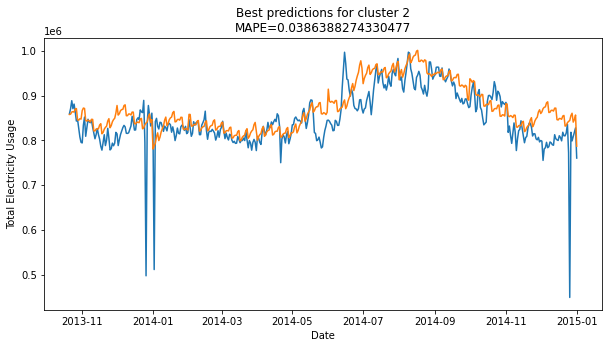 Best predictions for cluster 2
MAPE=0.0386388274330477
1e6
1.0
0.9
0.8
0.7
0.6
0.5
Total Electricity Usage
2013-11 2014-01 2014-03 2014-05 2014-07 2014-09 2014-11 2015-01
Date